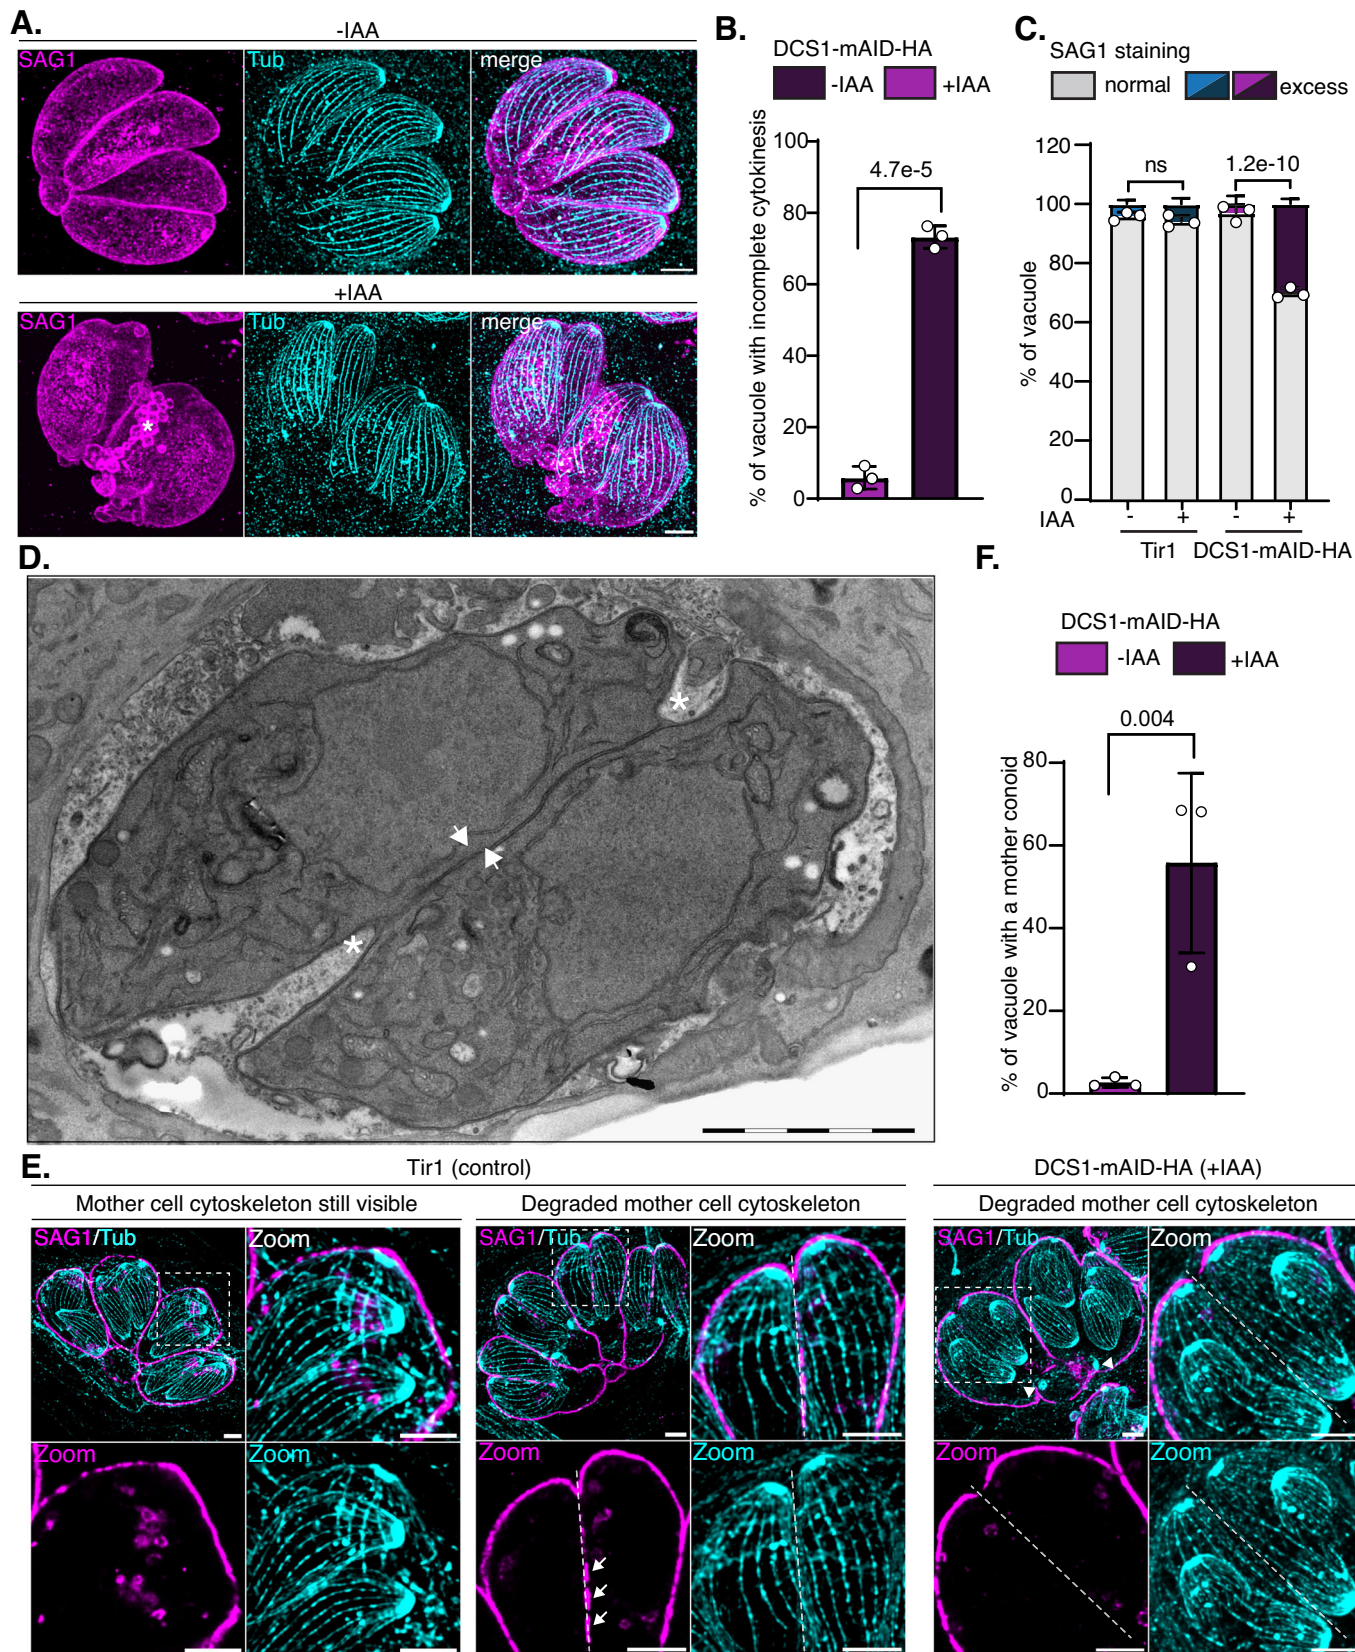 A.
-IAA
SAG1
Tub
merge
+IAA
SAG1
Tub
merge
B.
DCS1-mAID-HA
-IAA
+IAA
% of vacuole with incomplete cytokinesis
100
80
60
40
20
0
4.7e-5
C.
SAG1 staining
normal
excess
% of vacuole
120
100
80
60
40
20
0
ns
1.2e-10
IAA
- + - +
Tir1
DCS1-mAID-HA
D.
*
*
F.
DCS1-mAID-HA
-IAA
+IAA
% of vacuole with a mother conoid
80
60
40
20
0
0.004
E.
Tir1 (control)
DCS1-mAID-HA (+IAA)
Mother cell cytoskeleton still visible
Degraded mother cell cytoskeleton
Degraded mother cell cytoskeleton
SAG1/Tub
Zoom
SAG1/Tub
Zoom
SAG1/Tub
Zoom
Zoom
Zoom
Zoom
Zoom
Zoom
Zoom